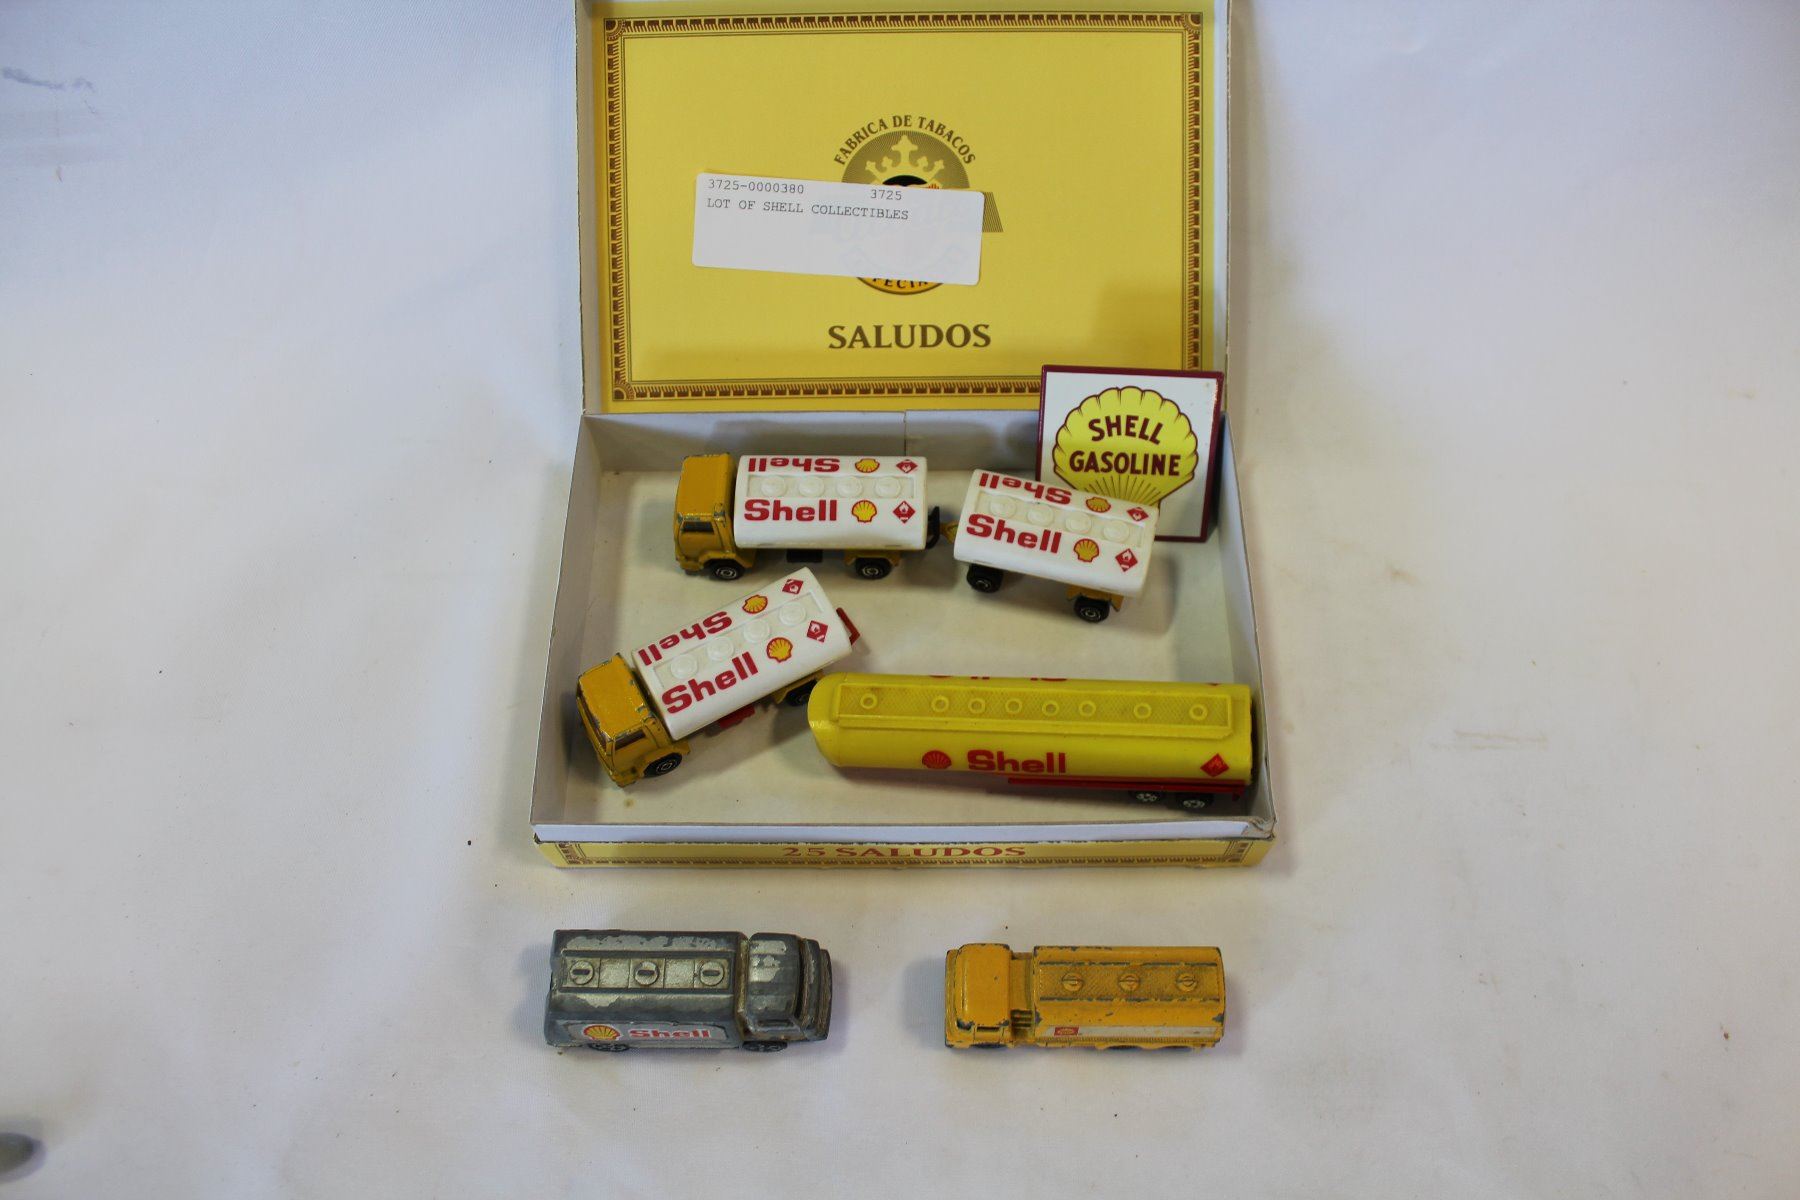 FABRICA DE TABACOS
3725-0000380 3725
LOT OF SHELL COLLECTIBLES
SALUDOS
SHELL
GASOLINE
Shell
Shell
Shell
Shell
Shell
Shell
Shell
25 SALUDOS
Shell